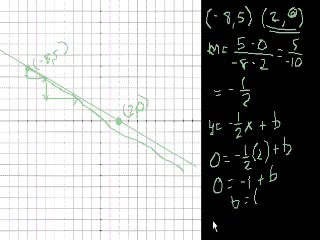 (-8,5)
(2,0)
(-8,5) (2,0)
m = 5-0/-8-2 = 5/-10
= -1/2
y = -1/2x + b
0 = -1/2(2) + b
0 = -1 + b
b = 1